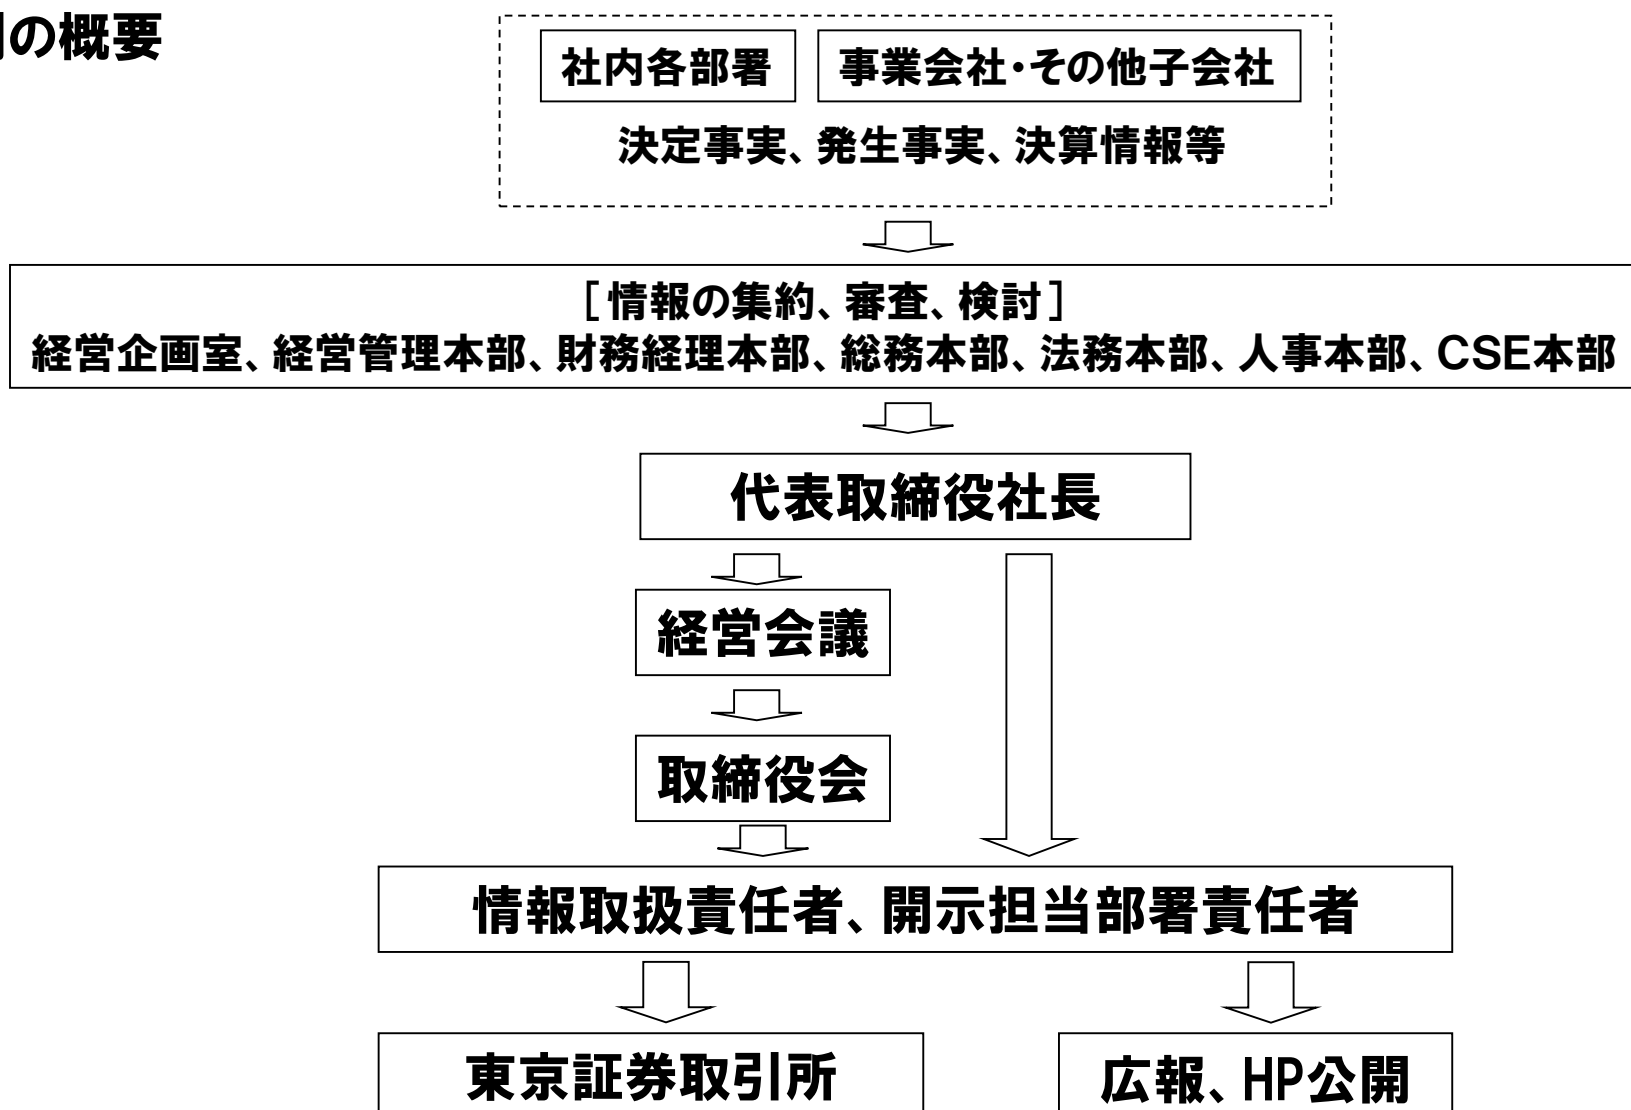 の概要
社内各部署
事業会社・その他子会社
決定事実、発生事実、決算情報等
［情報の集約、審査、検討］
経営企画室、経営管理本部、財務経理本部、総務本部、法務本部、人事本部、CSE本部
代表取締役社長
経営会議
取締役会
情報取扱責任者、開示担当部署責任者
東京証券取引所
広報、HP公開